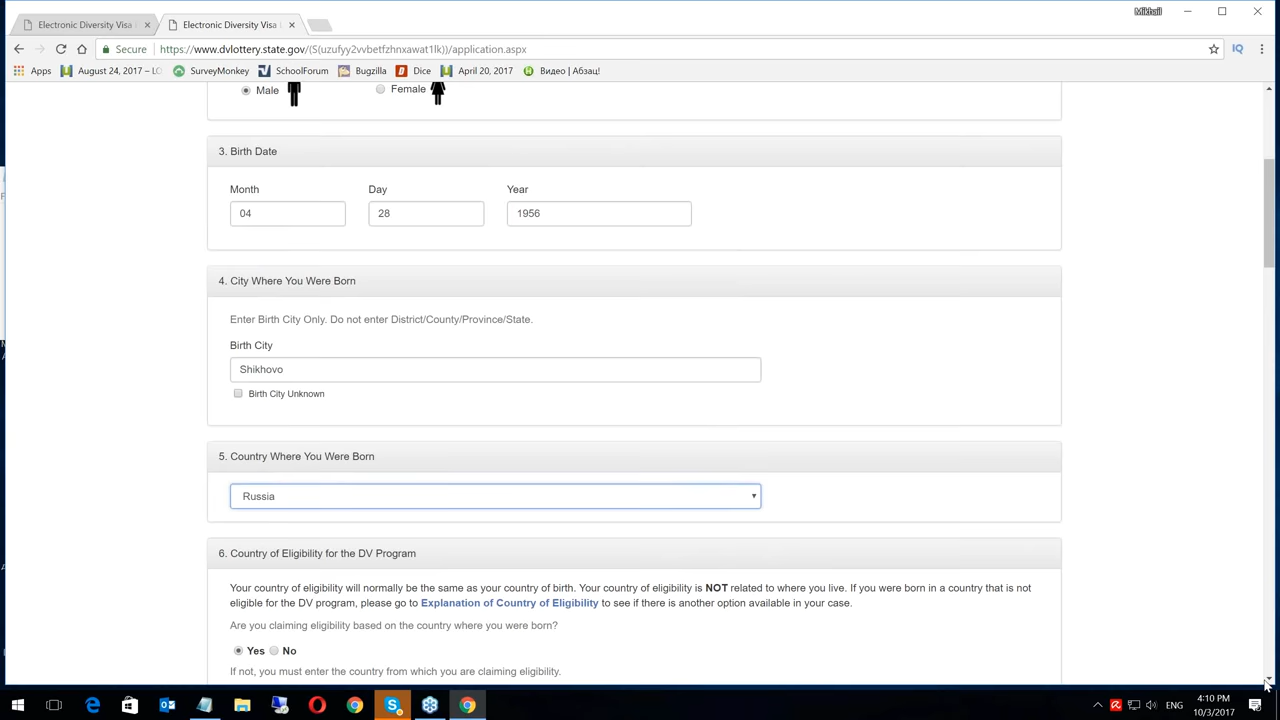 Mikhail
Electronic Diversity Visa
Electronic Diversity Visa
Secure
https://www.dvlottery.state.gov/(S(uzufyy2vvbetfzhnxawat1lk))/application.aspx
IQ
Apps
August 24, 2017 – LO
SurveyMonkey
SchoolForum
Bugzilla
Dice
April 20, 2017
Видео | Абзац!
Male
Female
3. Birth Date
Month
Day
Year
04
28
1956
4. City Where You Were Born
Enter Birth City Only. Do not enter District/County/Province/State.
Birth City
Shikhovo
Birth City Unknown
5. Country Where You Were Born
Russia
6. Country of Eligibility for the DV Program
Your country of eligibility will normally be the same as your country of birth. Your country of eligibility is NOT related to where you live. If you were born in a country that is not
eligible for the DV program, please go to Explanation of Country of Eligibility to see if there is another option available in your case.
Are you claiming eligibility based on the country where you were born?
Yes
No
If not, you must enter the country from which you are claiming eligibility.
ENG
4:10 PM
10/3/2017